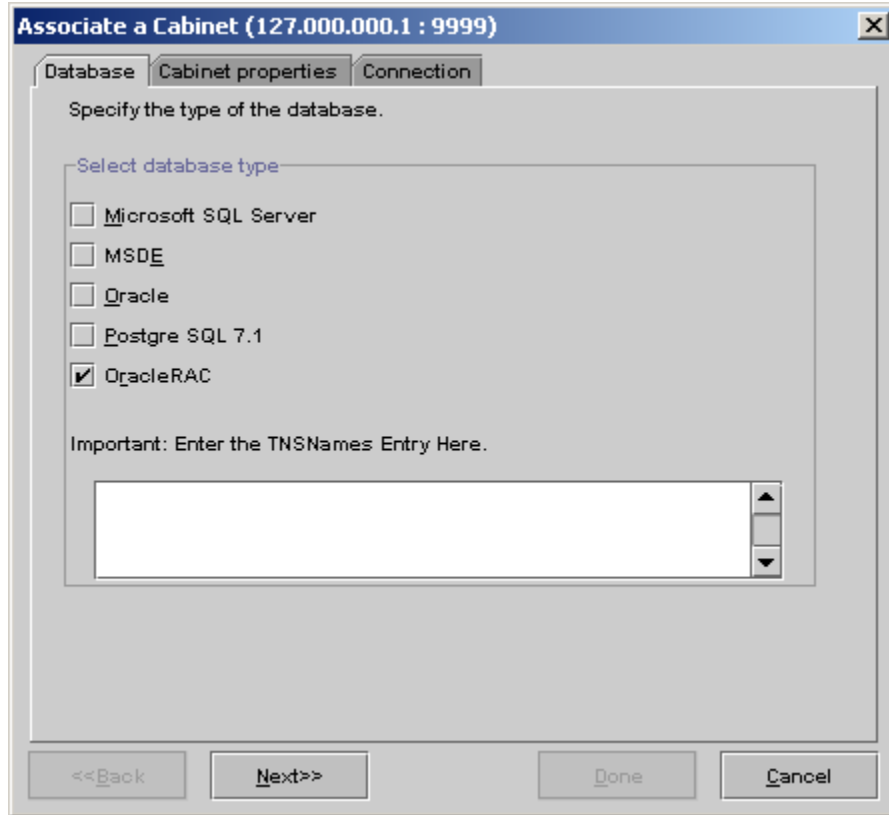 Associate a Cabinet (127.000.000.1 : 9999)
Database Cabinet properties Connection
Specify the type of the database.
Select database type
Microsoft SQL Server
MSDE
Oracle
Postgre SQL 7.1
OracleRAC
Important: Enter the TNSNames Entry Here.
<<Back Next>> Done Cancel